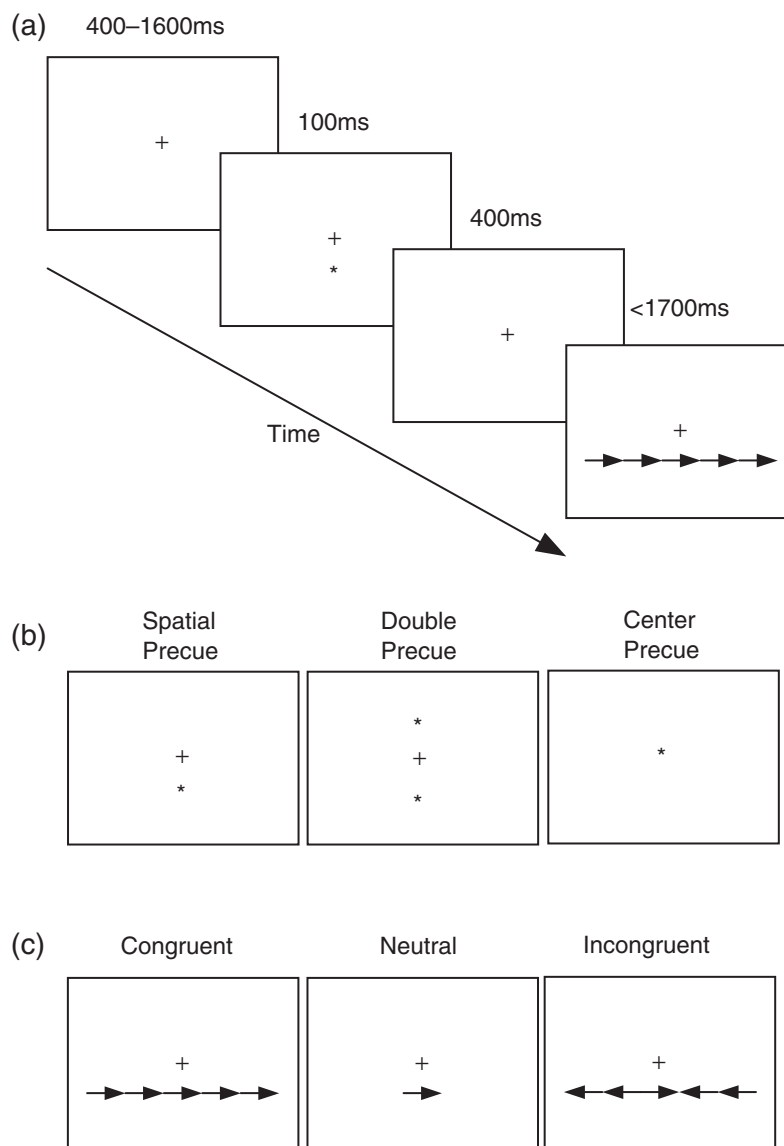 (a)
400–1600ms
+
100ms
+
*
400ms
+
<1700ms
+
Time
(b)
Spatial
Precue
Double
Precue
Center
Precue
+
*
*
+
*
*
(c)
Congruent
Neutral
Incongruent
+
+
+